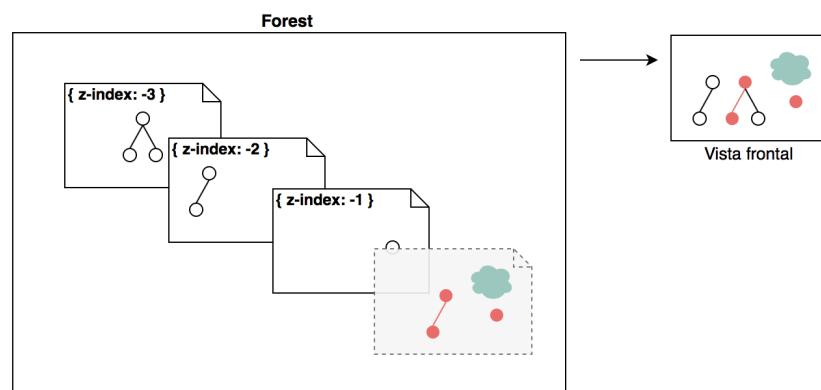 Forest
{ z-index: -3 }
{ z-index: -2 }
{ z-index: -1 }
Vista frontal